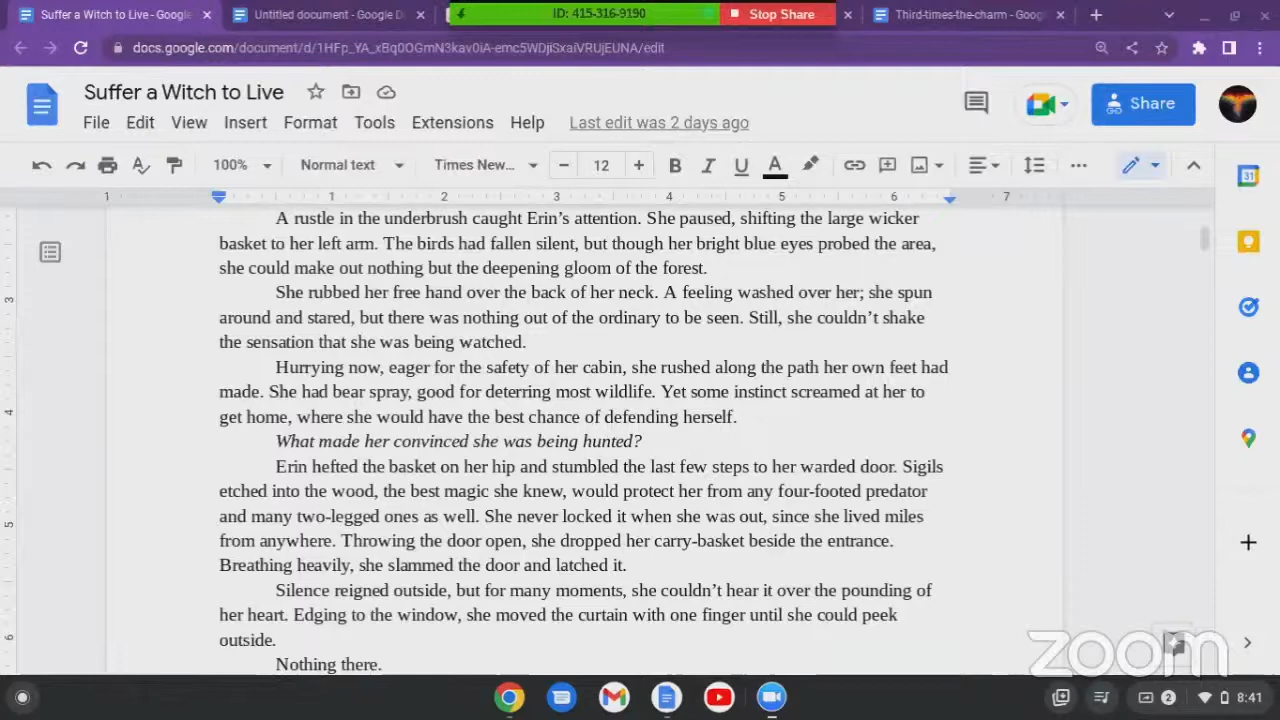 Suffer a Witch to Live - Google
Untitled document - Google D
ID: 415-316-9190
Stop Share
Third-times-the-charm - Goog
docs.google.com/document/d/1HFp_YA_xBq0OGmN3kav0iA-emc5WDjiSxaiVRUjEUNA/edit
Suffer a Witch to Live
Share
File Edit View Insert Format Tools Extensions Help Last edit was 2 days ago
100% Normal text Times New... 12 B I U A
1 1 2 3 4 5 6 7
A rustle in the underbrush caught Erin’s attention. She paused, shifting the large wicker
basket to her left arm. The birds had fallen silent, but though her bright blue eyes probed the area,
she could make out nothing but the deepening gloom of the forest.
She rubbed her free hand over the back of her neck. A feeling washed over her; she spun
around and stared, but there was nothing out of the ordinary to be seen. Still, she couldn’t shake
the sensation that she was being watched.
Hurrying now, eager for the safety of her cabin, she rushed along the path her own feet had
made. She had bear spray, good for deterring most wildlife. Yet some instinct screamed at her to
get home, where she would have the best chance of defending herself.
What made her convinced she was being hunted?
Erin hefted the basket on her hip and stumbled the last few steps to her warded door. Sigils
etched into the wood, the best magic she knew, would protect her from any four-footed predator
and many two-legged ones as well. She never locked it when she was out, since she lived miles
from anywhere. Throwing the door open, she dropped her carry-basket beside the entrance.
Breathing heavily, she slammed the door and latched it.
Silence reigned outside, but for many moments, she couldn’t hear it over the pounding of
her heart. Edging to the window, she moved the curtain with one finger until she could peek
outside.
Nothing there.
3
4
5
6
31
zoom
2
8:41